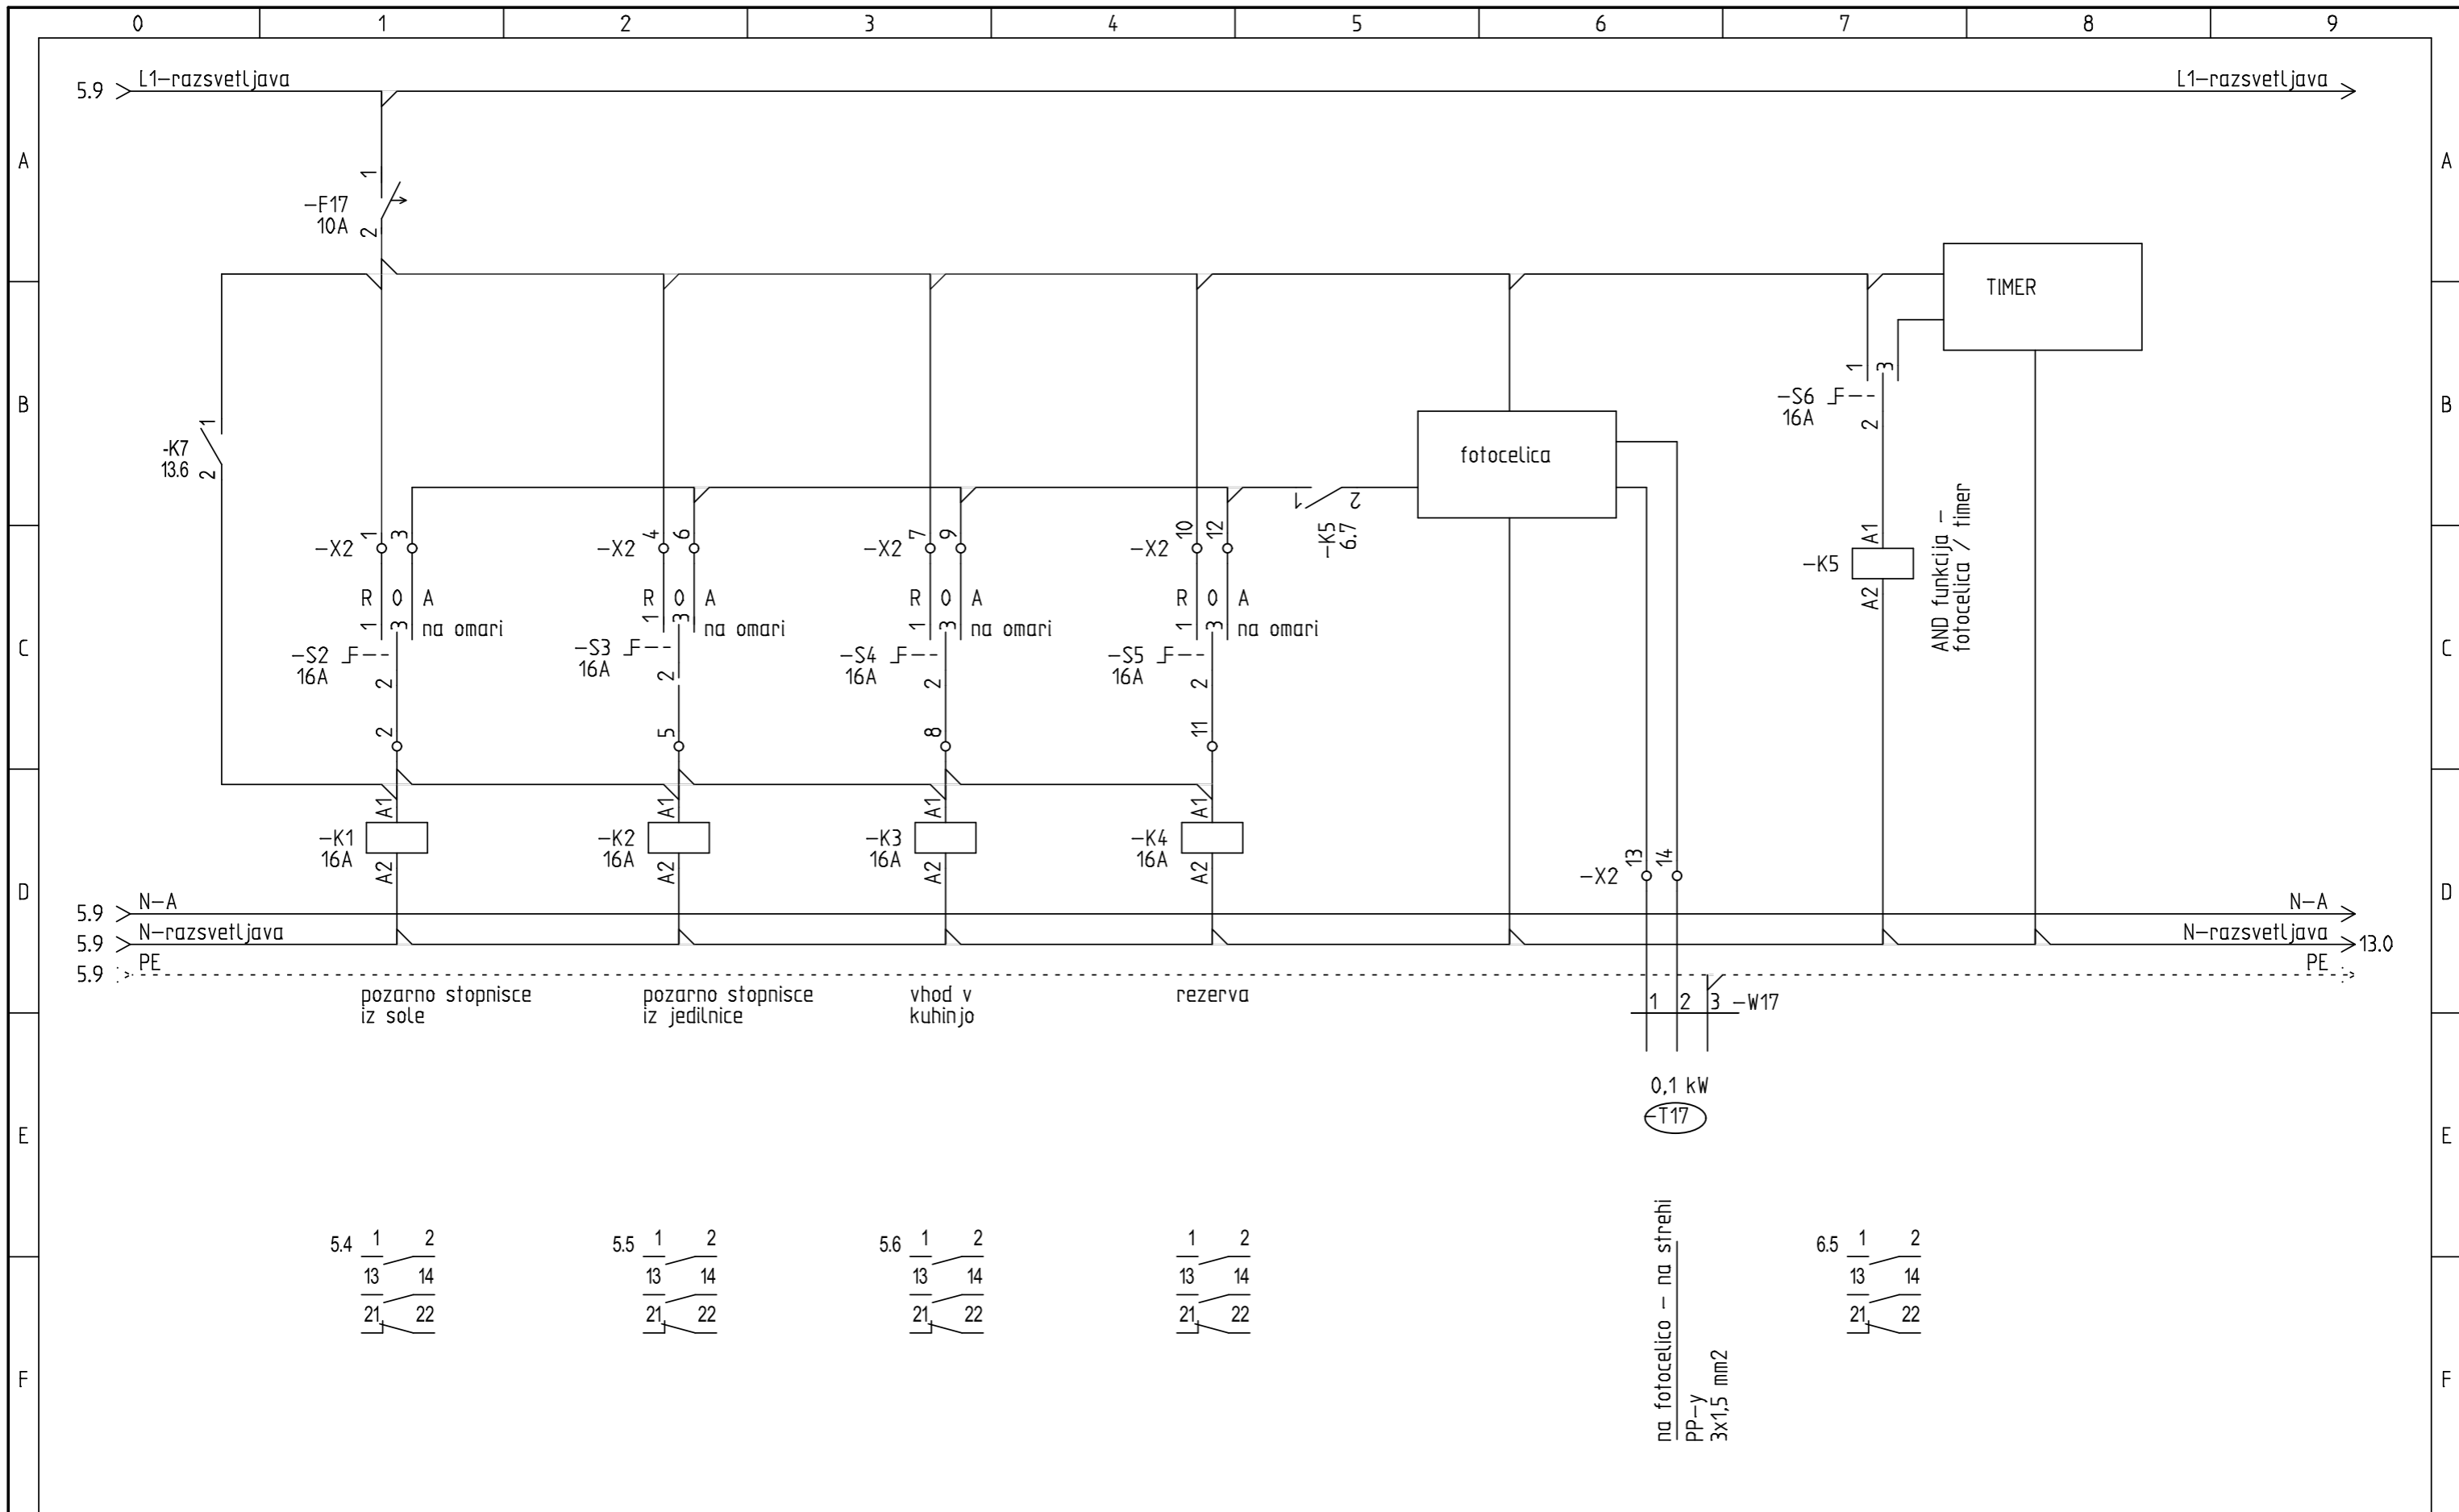 0 1 2 3 4 5 6 7 8 9
5.9 L1-razsvetljava L1-razsvetljava
A A
1
-F17
10A
2
TIMER
1 3
-S6
16A
2
B B
1
-K7
13.6
2
fotocelica
1 2
-K5
6.7
-X2 1 3
-X2 4 6
-X2 7 9
-X2 10 12
A1
-K5
A2
AND funkcija -
fotocelica / timer
R 0 A
R 0 A
R 0 A
R 0 A
1 3 na omari
1 3 na omari
1 3 na omari
1 3 na omari
C C
-S2
16A
2
-S3
16A
2
-S4
16A
2
-S5
16A
2
2 5 8 11
A1 A1 A1 A1
-K1
16A
-K2
16A
-K3
16A
-K4
16A
A2 A2 A2 A2
-X2 13 14
D D
5.9 N-A N-A
5.9 N-razsvetljava N-razsvetljava 13.0
5.9 PE PE
pozarno stopnisce
iz sole
pozarno stopnisce
iz jedilnice
vhod v
kuhinjo
rezerva
1 2 3 -W17
0,1 kW
-T17
E E
5.4 1 2
13 14
21 22
5.5 1 2
13 14
21 22
5.6 1 2
13 14
21 22
1 2
13 14
21 22
na fotocelico - na strehi
PP-y
3x1,5 mm2
6.5 1 2
13 14
21 22
F F